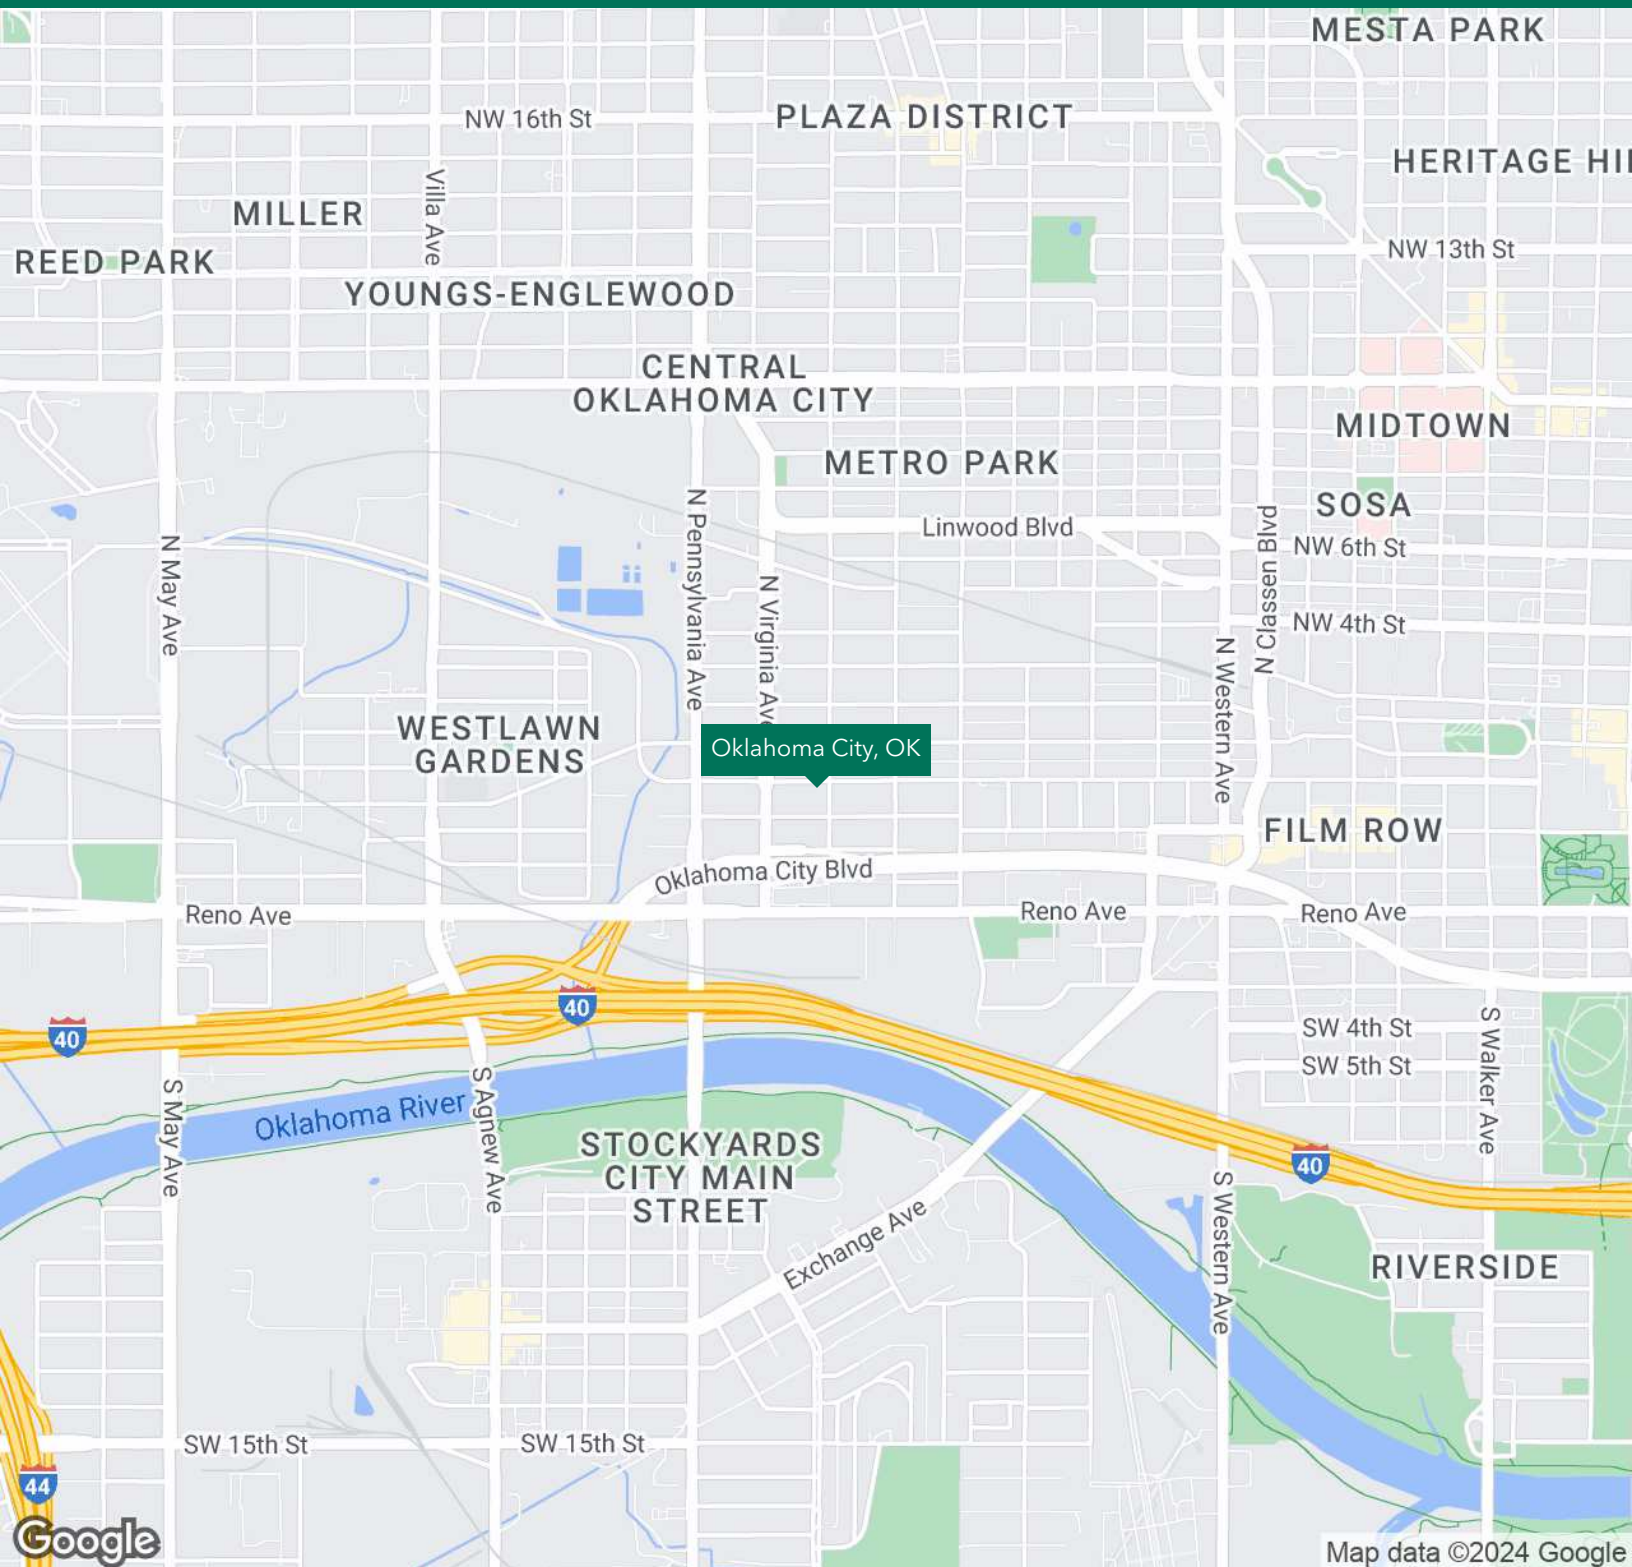 MESTA PARK
NW 16th St
PLAZA DISTRICT
HERITAGE HIL
Villa Ave
MILLER
REED PARK
NW 13th St
YOUNGS-ENGLEWOOD
CENTRAL
OKLAHOMA CITY
MIDTOWN
METRO PARK
SOSA
N Pennsylvania Ave
Linwood Blvd
N Classen Blvd
NW 6th St
N May Ave
N Virginia Ave
NW 4th St
N Western Ave
WESTLAWN
GARDENS
Oklahoma City, OK
FILM ROW
Oklahoma City Blvd
Reno Ave
Reno Ave
Reno Ave
40
40
S Walker Ave
SW 4th St
SW 5th St
S May Ave
Oklahoma River
S Agnew Ave
STOCKYARDS
CITY MAIN
STREET
40
S Western Ave
Exchange Ave
RIVERSIDE
SW 15th St
SW 15th St
44
Google
Map data ©2024 Google